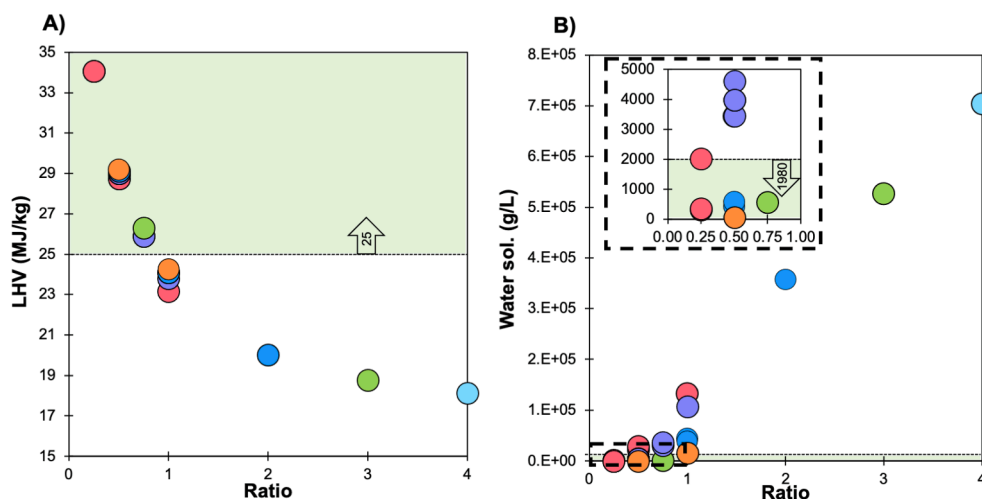 A)
LHV (MJ/kg)
35
33
31
29
27
25
23
21
19
17
15
25
0
1
2
3
4
Ratio
B)
Water sol. (g/L)
8.E+05
7.E+05
6.E+05
5.E+05
4.E+05
3.E+05
2.E+05
1.E+05
0.E+00
5000
4000
3000
2000
1000
0
1980
0.00 0.25 0.50 0.75 1.00
0
1
2
3
4
Ratio